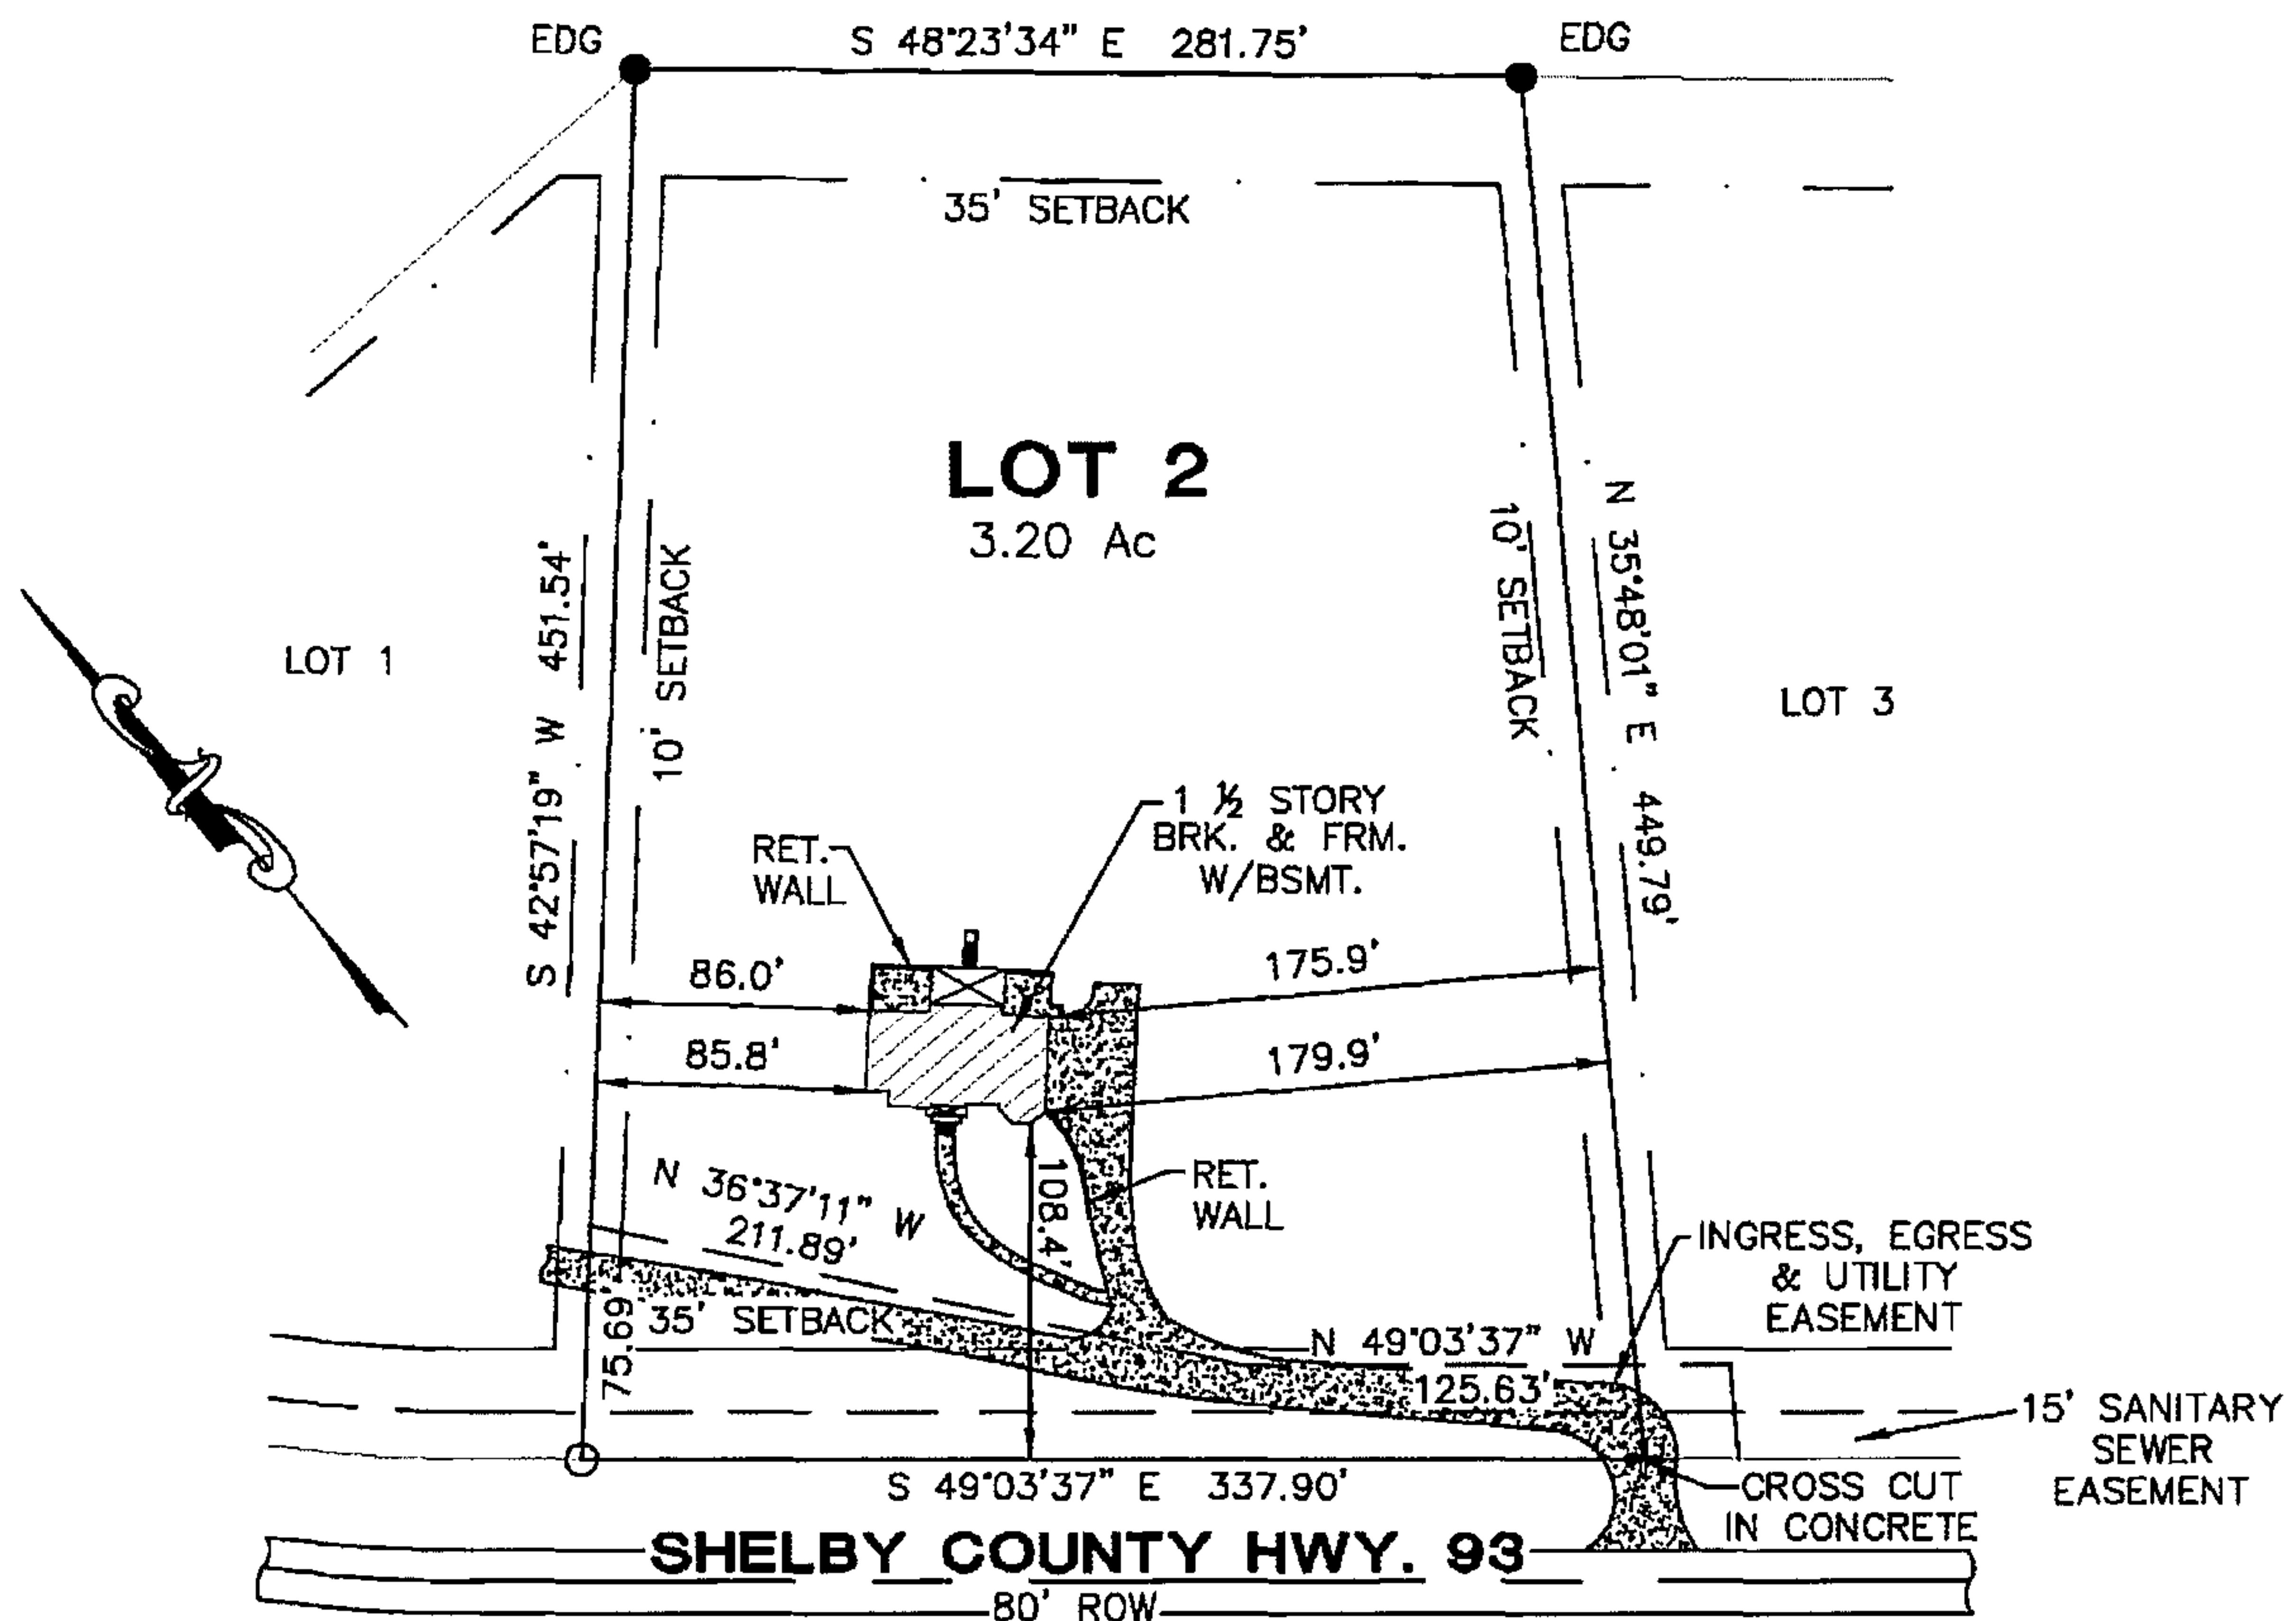 EDG
S 48°23'34" E 281.75'
EDG
35' SETBACK
LOT 2
3.20 Ac
S 42°57'19" W 451.54'
10' SETBACK
10' SETBACK
N 35°48'01" E 449.79'
LOT 1
LOT 3
1 ½ STORY
BRK. & FRM.
W/BSMT.
RET.
WALL
86.0'
175.9'
85.8'
179.9'
N 36°37'11" W
211.89'
108.4'
RET.
WALL
INGRESS, EGRESS
& UTILITY
EASEMENT
75.69'
35' SETBACK
N 49°03'37" W
125.63'
15' SANITARY
SEWER
EASEMENT
S 49°03'37" E 337.90'
CROSS CUT
IN CONCRETE
SHELBY COUNTY HWY. 93
80' ROW